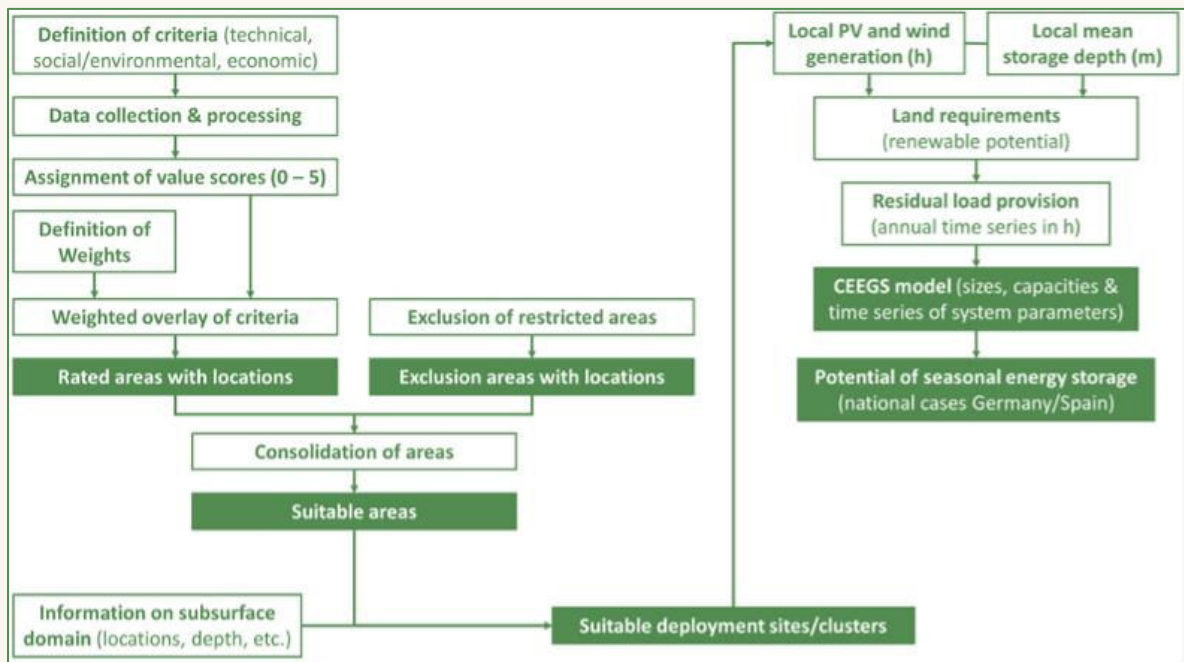 Definition of criteria (technical,
social/environmental, economic)
Data collection & processing
Assignment of value scores (0 – 5)
Definition of
Weights
Weighted overlay of criteria
Exclusion of restricted areas
Rated areas with locations
Exclusion areas with locations
Consolidation of areas
Suitable areas
Information on subsurface
domain (locations, depth, etc.)
Suitable deployment sites/clusters
Local PV and wind
generation (h)
Local mean
storage depth (m)
Land requirements
(renewable potential)
Residual load provision
(annual time series in h)
CEEGS model (sizes, capacities &
time series of system parameters)
Potential of seasonal energy storage
(national cases Germany/Spain)